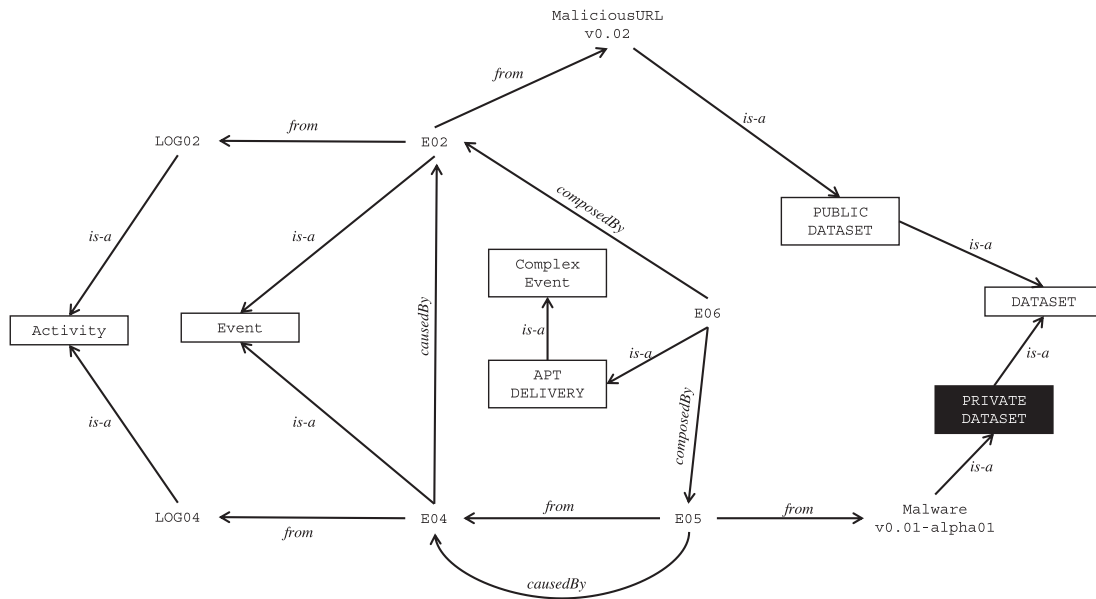 MaliciousURL
v0.02
from
is-a
LOG02
from
E02
composedBy
PUBLIC
DATASET
is-a
is-a
is-a
Complex
Event
DATASET
Activity
Event
causedBy
is-a
E06
is-a
is-a
APT
DELIVERY
PRIVATE
DATASET
is-a
is-a
composedBy
is-a
LOG04
from
E04
from
E05
from
Malware
v0.01-alpha01
causedBy